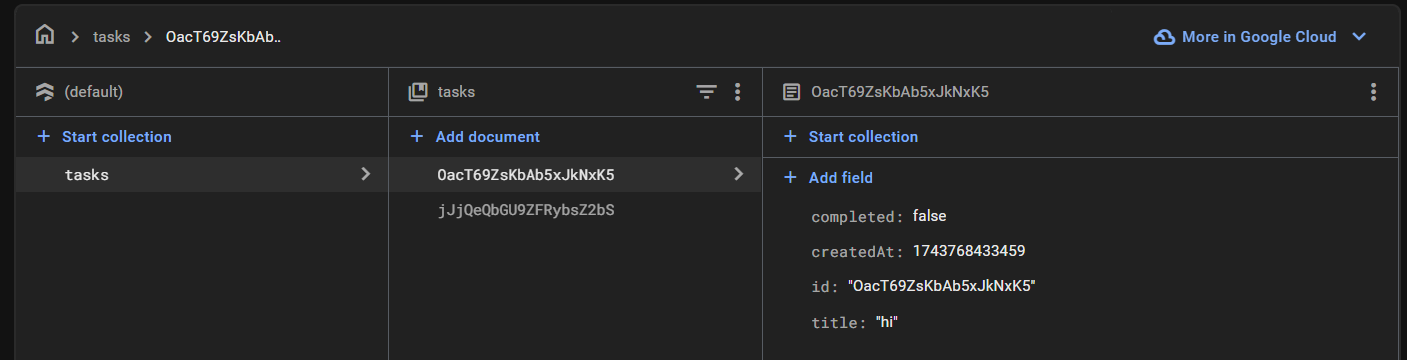 tasks OacT69ZsKbAb..
More in Google Cloud
(default)
tasks
OacT69ZsKbAb5xJkNxK5
Start collection
Add document
Start collection
tasks
OacT69ZsKbAb5xJkNxK5
Add field
jJjQeQbGU9ZFRybsZ2bS
completed: false
createdAt: 1743768433459
id: "OacT69ZsKbAb5xJkNxK5"
title: "hi"